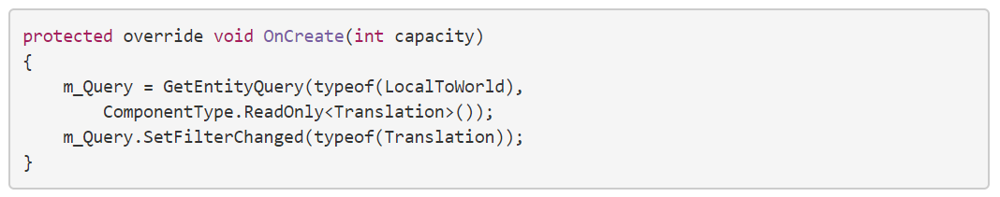 protected override void OnCreate(int capacity)
{
    m_Query = GetEntityQuery(typeof(LocalToWorld),
        ComponentType.ReadOnly<Translation>());
    m_Query.SetFilterChanged(typeof(Translation));
}